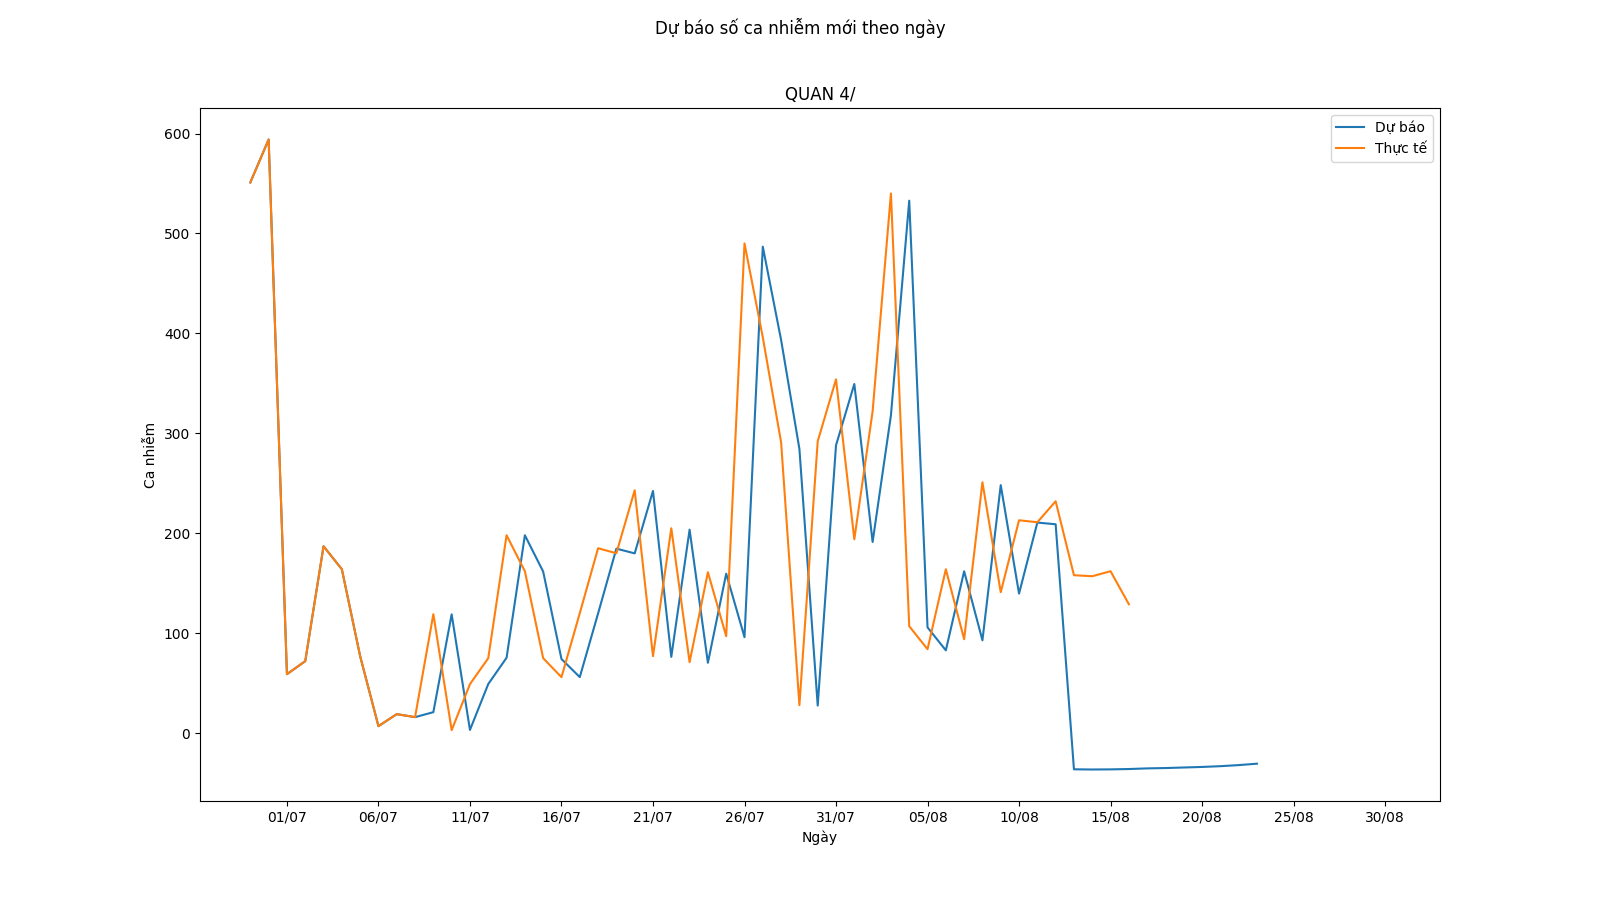 Dự báo số ca nhiễm mới theo ngày
QUAN 4/
Dự báo
Thực tế
600
500
400
300
200
100
0
Ca nhiễm
01/07 06/07 11/07 16/07 21/07 26/07 31/07 05/08 10/08 15/08 20/08 25/08 30/08
Ngày